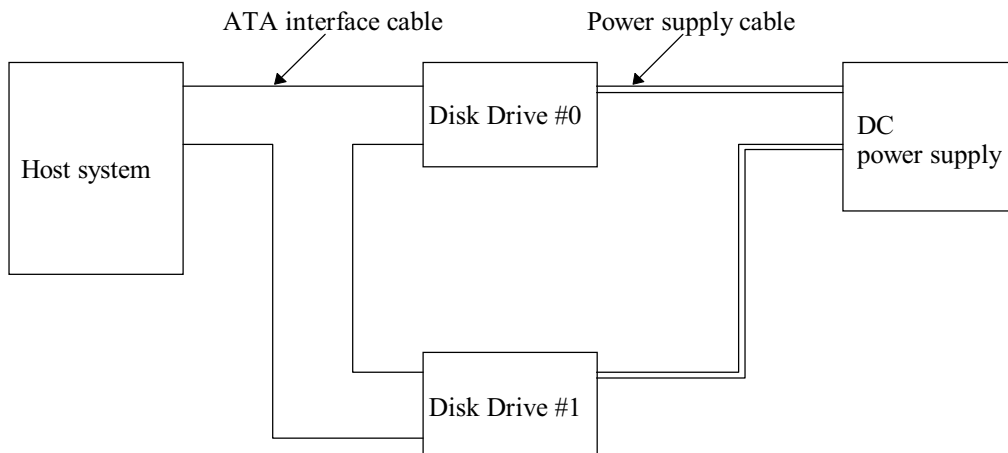 ATA interface cable
Power supply cable
Host system
Disk Drive #0
DC
power supply
Disk Drive #1